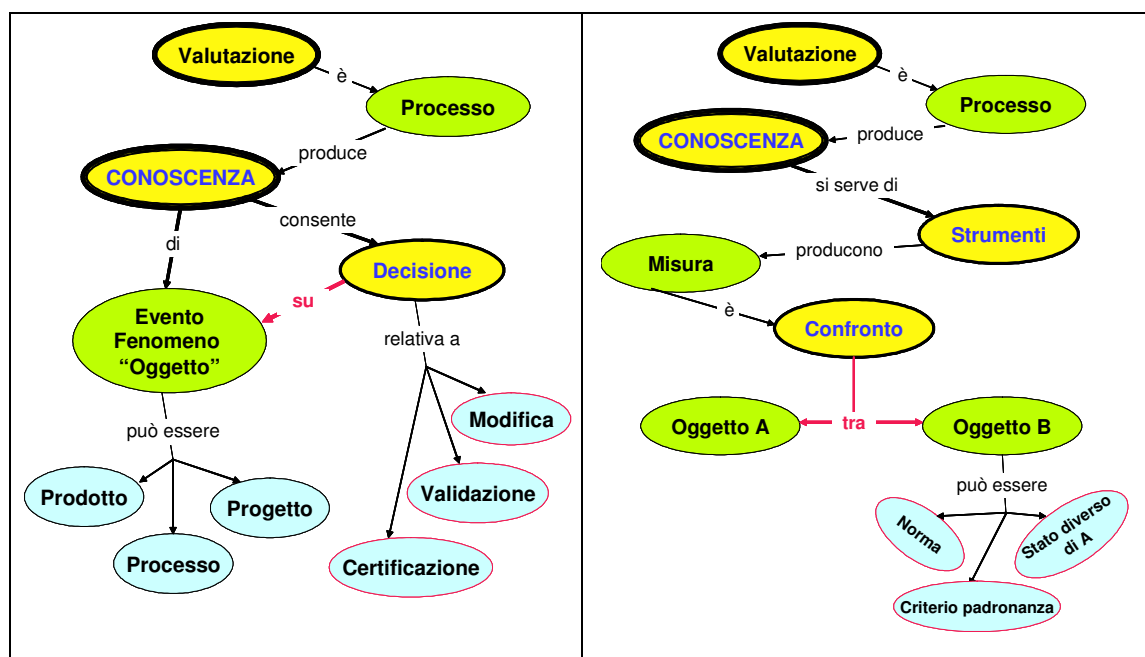 Valutazione
è
Processo
produce
CONOSCENZA
consente
di
Decisione
su
Evento
Fenomeno
“Oggetto”
relativa a
può essere
Modifica
Prodotto
Progetto
Validazione
Processo
Certificazione
Valutazione
è
Processo
produce
CONOSCENZA
si serve di
Strumenti
producono
Misura
è
Confronto
tra
Oggetto A
Oggetto B
può essere
Norma
Stato diverso
di A
Criterio padronanza